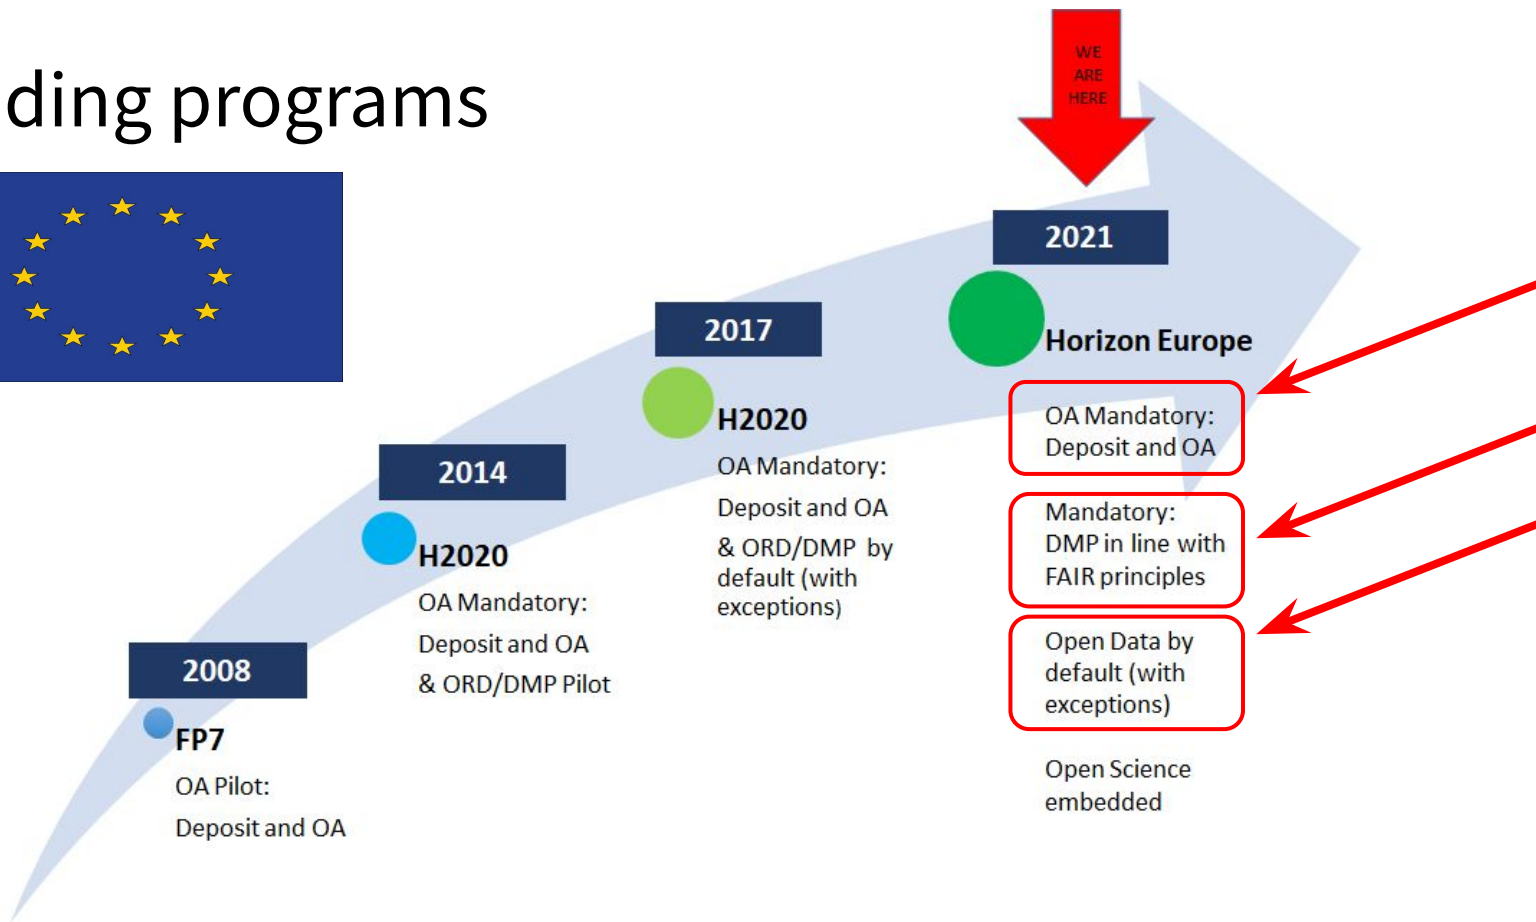 ding programs
WE
ARE
HERE
2021
Horizon Europe
OA Mandatory:
Deposit and OA
Mandatory:
DMP in line with
FAIR principles
Open Data by
default (with
exceptions)
Open Science
embedded
2017
H2020
OA Mandatory:
Deposit and OA
& ORD/DMP by
default (with
exceptions)
2014
H2020
OA Mandatory:
Deposit and OA
& ORD/DMP Pilot
2008
FP7
OA Pilot:
Deposit and OA